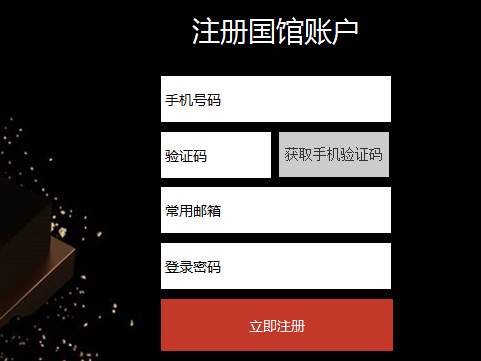 注册国馆账户
手机号码
验证码 获取手机验证码
常用邮箱
登录密码
立即注册